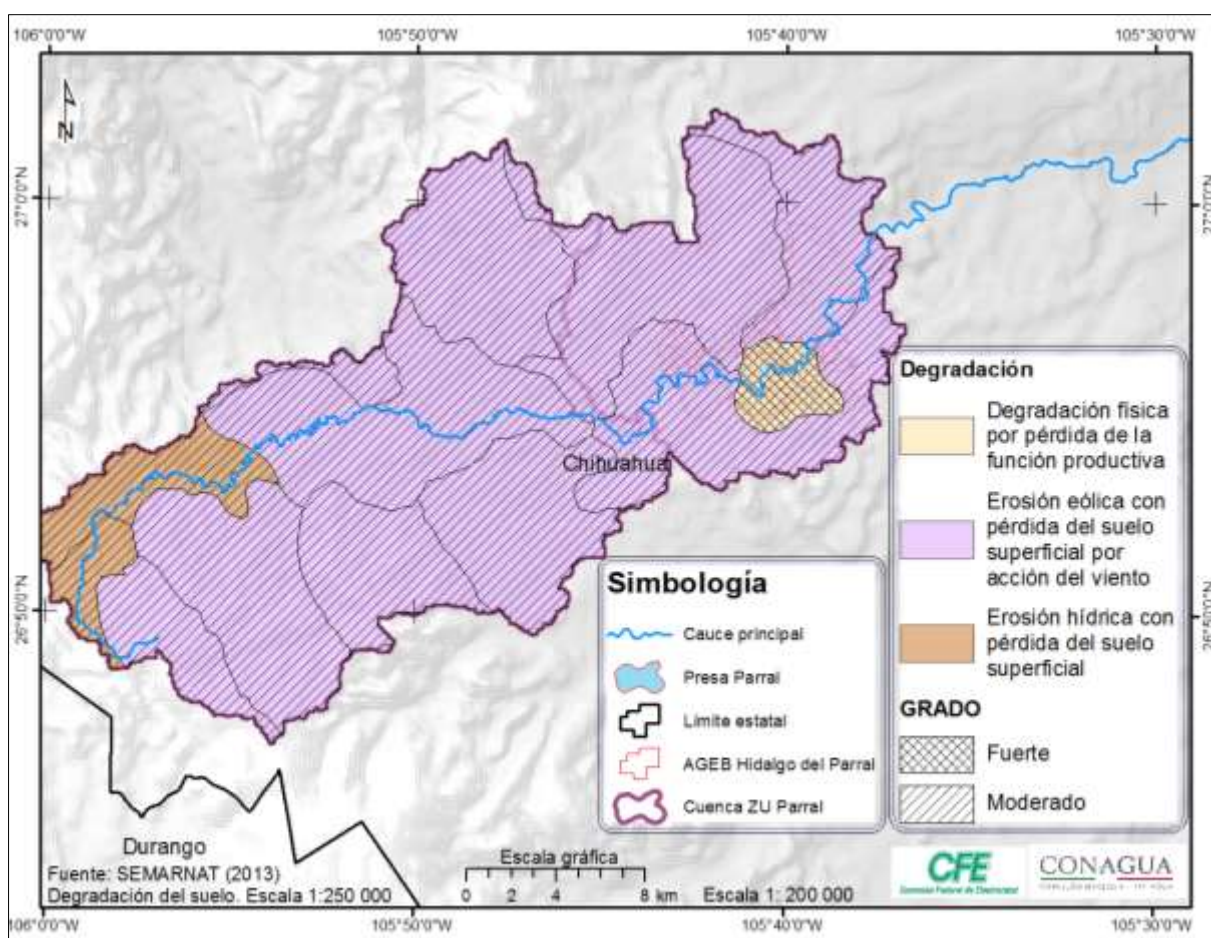 106°0'0"W
105°50'0"W
105°40'0"W
105°30'0"W
N
27°0'0"N
27°0'0"N
Chihuahua
26°50'0"N
26°50'0"N
Degradación
Degradación física
por pérdida de la
función productiva
Erosión eólica con
pérdida del suelo
superficial por
acción del viento
Erosión hídrica con
pérdida del suelo
superficial
GRADO
Fuerte
Moderado
Simbología
Cauce principal
Presa Parral
Límite estatal
AGEB Hidalgo del Parral
Cuenca ZU Parral
Durango
Fuente: SEMARNAT (2013)
Degradación del suelo. Escala 1:250 000
Escala gráfica
0 2 4 8 km
Escala 1:200 000
CFE
Comisión Federal de Electricidad
CONAGUA
106°0'0"W
105°50'0"W
105°40'0"W
105°30'0"W